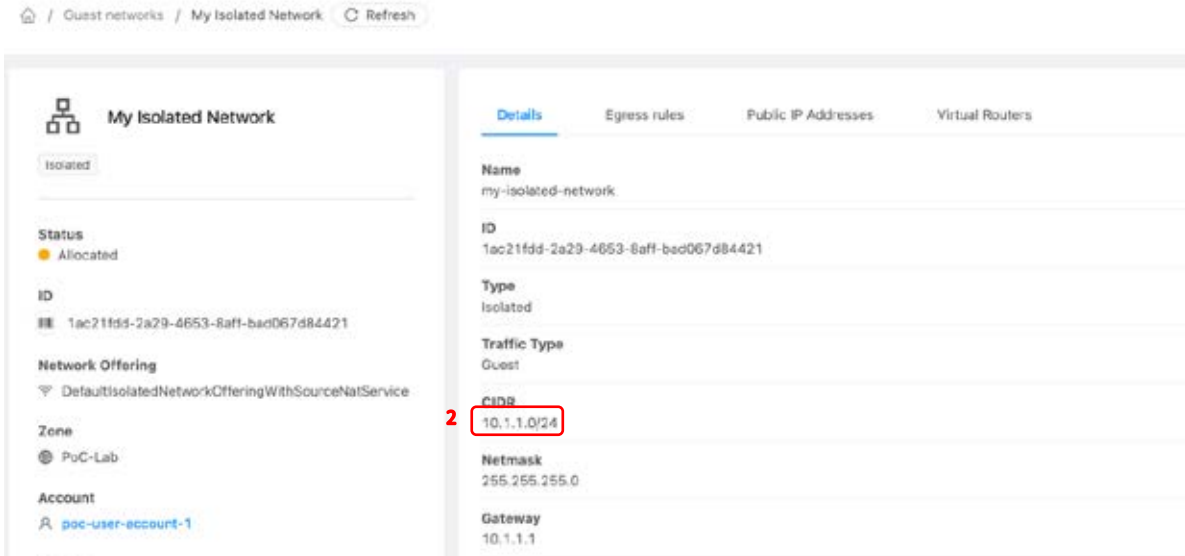 / Guest networks / My Isolated Network Refresh
My Isolated Network
Isolated
Status
Allocated
ID
1ac21fdd-2a29-4653-8aff-bad067d84421
Network Offering
DefaultIsolatedNetworkOfferingWithSourceNatService
Zone
PoC-Lab
Account
poc-user-account-1
Details Egress rules Public IP Addresses Virtual Routers
Name
my-isolated-network
ID
1ac21fdd-2a29-4653-8aff-bad067d84421
Type
Isolated
Traffic Type
Guest
CIDR
2 10.1.1.0/24
Netmask
255.255.255.0
Gateway
10.1.1.1